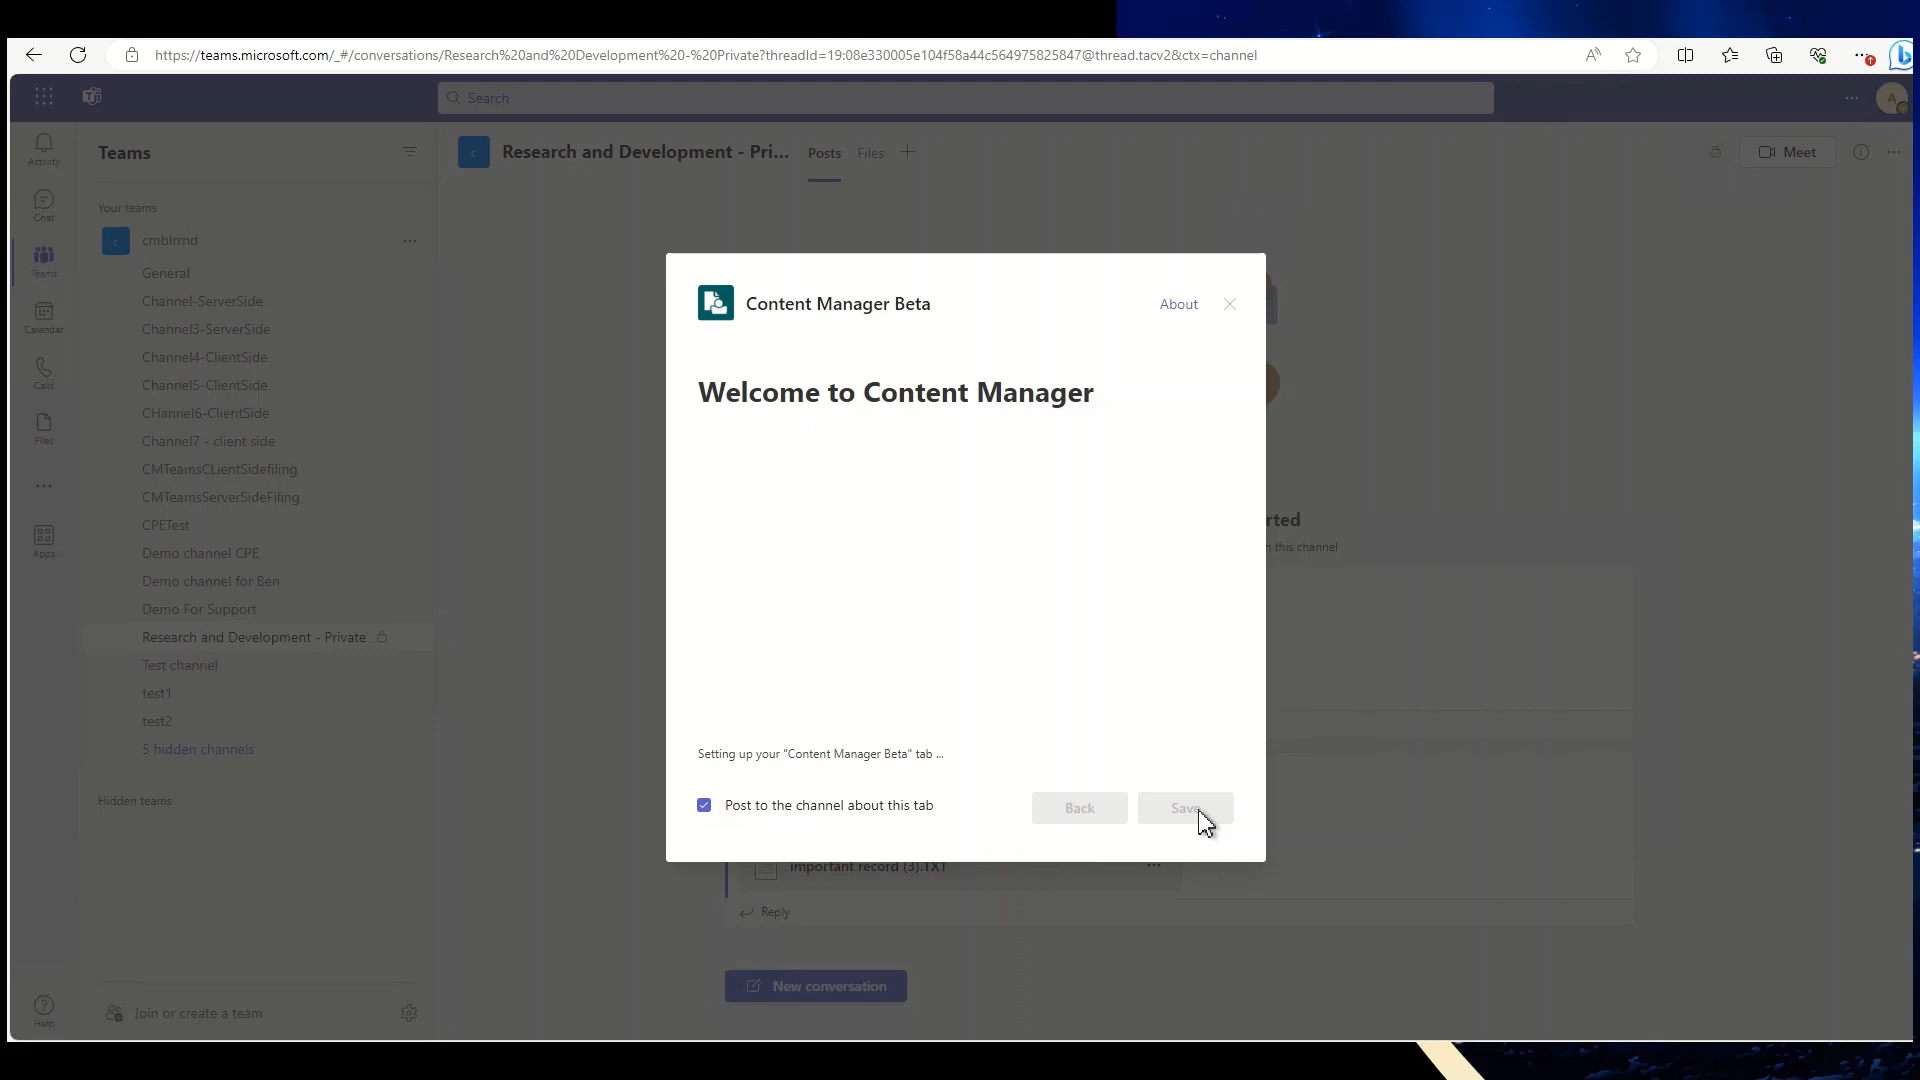 https://teams.microsoft.com/_#/conversations/Research%20and%20Development%20-%20Private?threadId=19:08e330005e104f58a44c564975825847@thread.tacv2&ctx=channel
Search
A
Activity
Chat
Teams
Calendar
Calls
Files
Apps
Help
Teams
Your teams
c
cmblrrnd
General
Channel-ServerSide
Channel3-ServerSide
Channel4-ClientSide
Channel5-ClientSide
CHannel6-ClientSide
Channel7 - client side
CMTeamsCLientSidefiling
CMTeamsServerSideFiling
CPETest
Demo channel CPE
Demo channel for Ben
Demo For Support
Research and Development - Private
Test channel
test1
test2
5 hidden channels
Hidden teams
Join or create a team
c
Research and Development - Pri...
Posts
Files
Meet
Content Manager Beta
About
Welcome to Content Manager
rted
this channel
Setting up your "Content Manager Beta" tab ...
Post to the channel about this tab
Back
Save
important record (3).TXT
Reply
New conversation